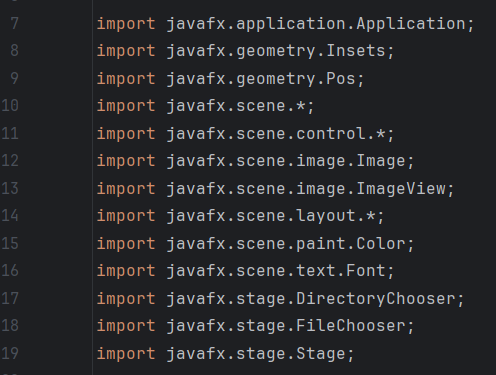 7 import javafx.application.Application;
8 import javafx.geometry.Insets;
9 import javafx.geometry.Pos;
10 import javafx.scene.*;
11 import javafx.scene.control.*;
12 import javafx.scene.image.Image;
13 import javafx.scene.image.ImageView;
14 import javafx.scene.layout.*;
15 import javafx.scene.paint.Color;
16 import javafx.scene.text.Font;
17 import javafx.stage.DirectoryChooser;
18 import javafx.stage.FileChooser;
19 import javafx.stage.Stage;